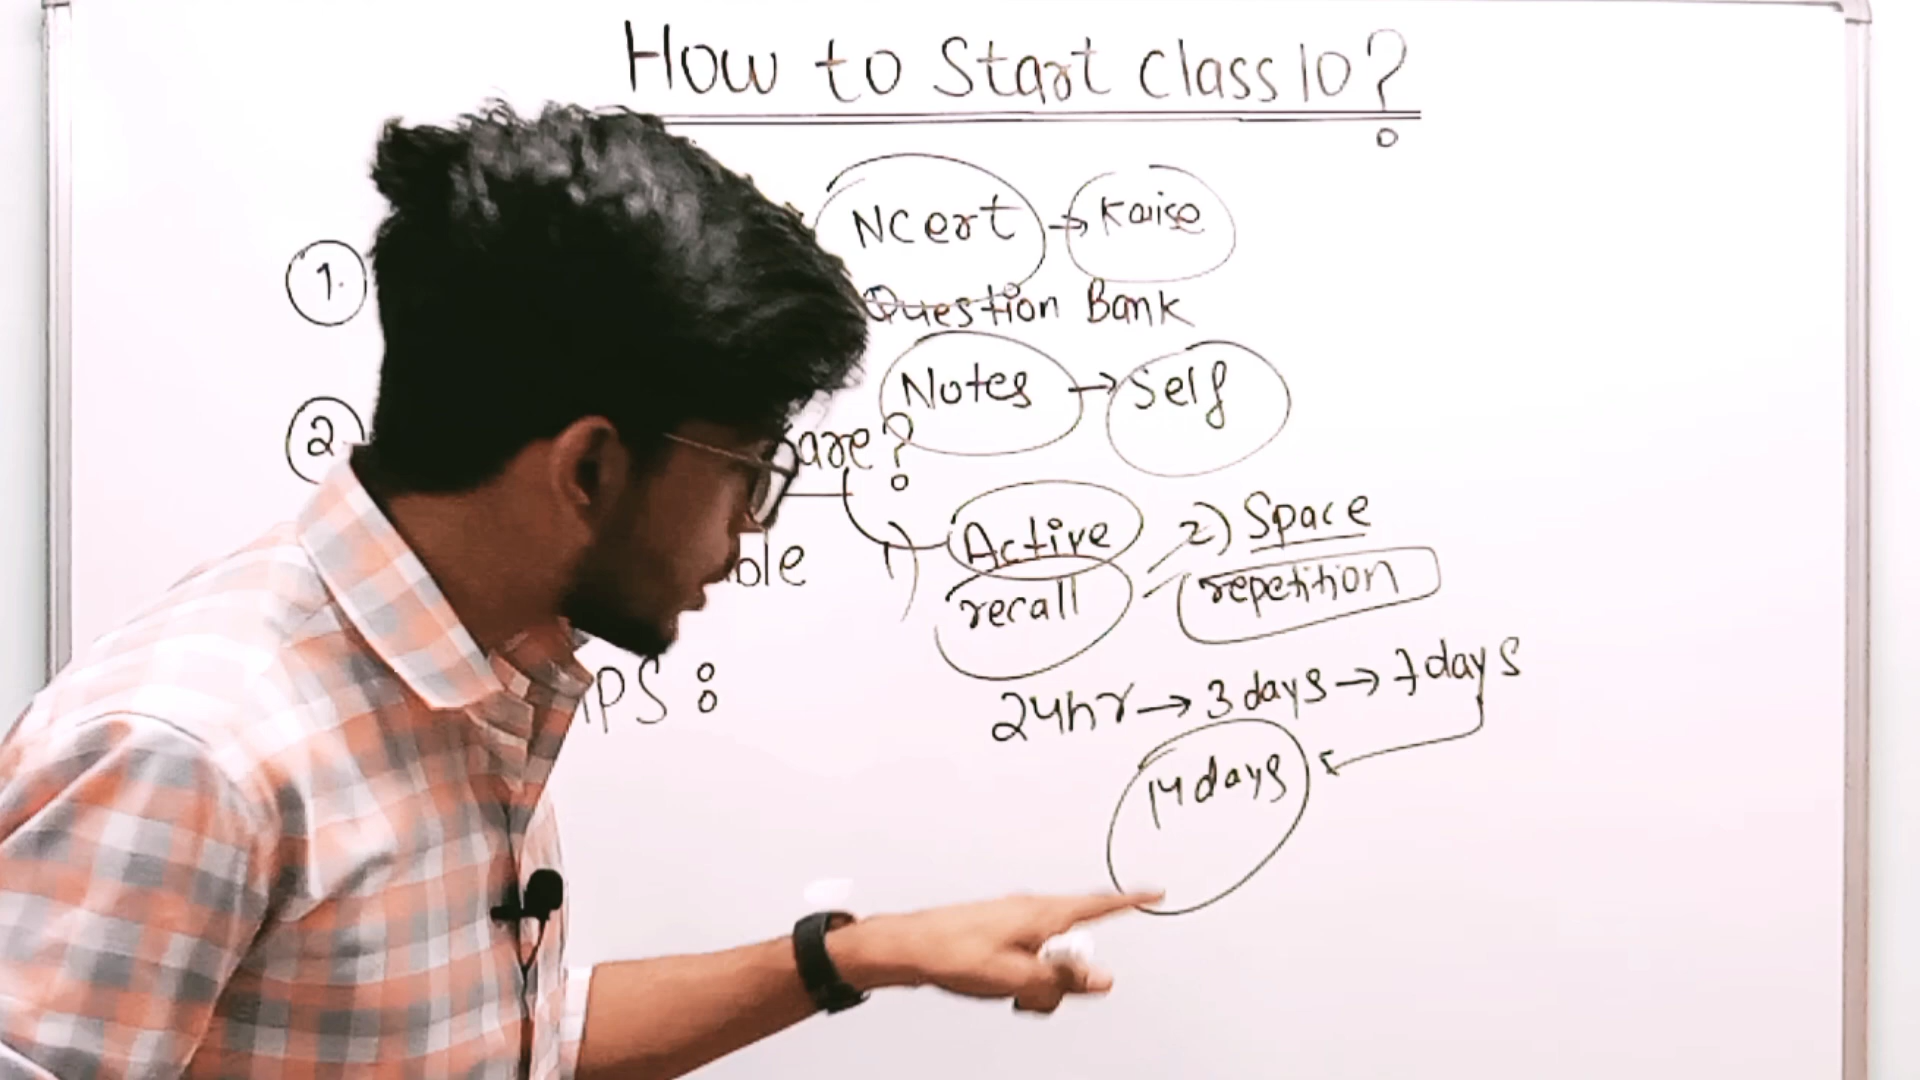 How to Start Class 10?
1. Ncert → Kaise
Question Bank
Notes → Self
2
are?
1) Active recall
2) Space repetition
ble
IPS :
24hr → 3 days → 7 days
14 days